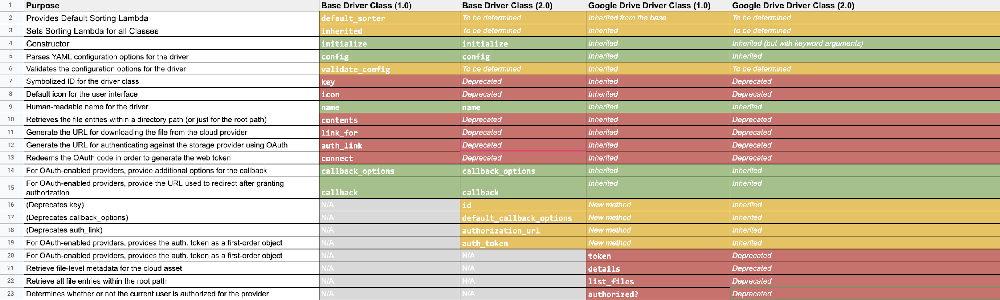 1 Purpose Base Driver Class (1.0) Base Driver Class (2.0) Google Drive Driver Class (1.0) Google Drive Driver Class (2.0)
2 Provides Default Sorting Lambda default_sorter To be determined Inherited from the base To be determined
3 Sets Sorting Lambda for all Classes inherited To be determined Inherited To be determined
4 Constructor initialize initialize Inherited Inherited (but with keyword arguments)
5 Parses YAML configuration options for the driver config config Inherited Inherited
6 Validates the configuration options for the driver validate_config To be determined Inherited To be determined
7 Symbolized ID for the driver class key Deprecated Inherited Deprecated
8 Default icon for the user interface icon Deprecated Inherited Deprecated
9 Human-readable name for the driver name name Inherited Inherited
10 Retrieves the file entries within a directory path (or just for the root path) contents Deprecated Inherited Deprecated
11 Generate the URL for downloading the file from the cloud provider link_for Deprecated Inherited Deprecated
12 Generate the URL for authenticating against the storage provider using OAuth auth_link Deprecated Inherited Deprecated
13 Redeems the OAuth code in order to generate the web token connect Deprecated Inherited Deprecated
14 For OAuth-enabled providers, provide additional options for the callback callback_options callback_options Inherited Inherited
15 For OAuth-enabled providers, provide the URL used to redirect after granting
authorization callback callback Inherited Inherited
16 (Deprecates key) N/A id New method Inherited
17 (Deprecates callback_options) N/A default_callback_options New method Inherited
18 (Deprecates auth_link) N/A authorization_url New method Inherited
19 For OAuth-enabled providers, provides the auth. token as a first-order object N/A auth_token New method Inherited
20 For OAuth-enabled providers, provides the auth. token as a first-order object N/A N/A token Deprecated
21 Retrieve file-level metadata for the cloud asset N/A N/A details Deprecated
22 Retrieve all file entries within the root path N/A N/A list_files Deprecated
23 Determines whether or not the current user is authorized for the provider N/A N/A authorized? Deprecated